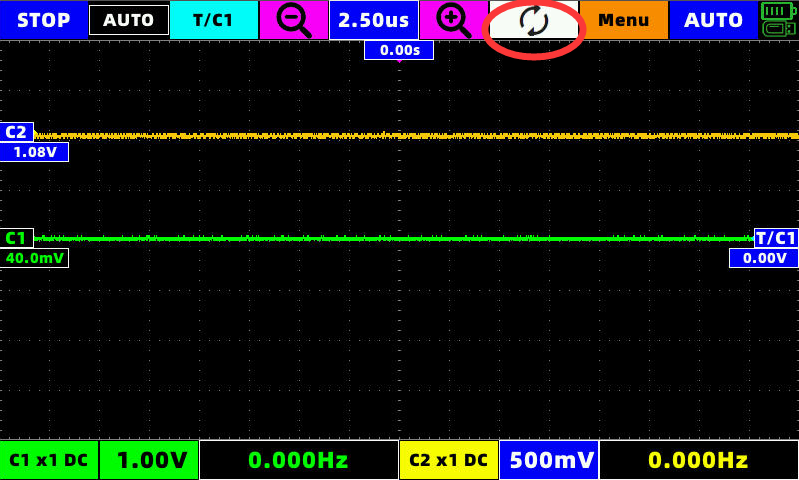 STOP AUTO T/C1 2.50us Menu AUTO
0.00s
C2
1.08V
C1 T/C1
40.0mV 0.00V
C1 x1 DC 1.00V 0.000Hz C2 x1 DC 500mV 0.000Hz